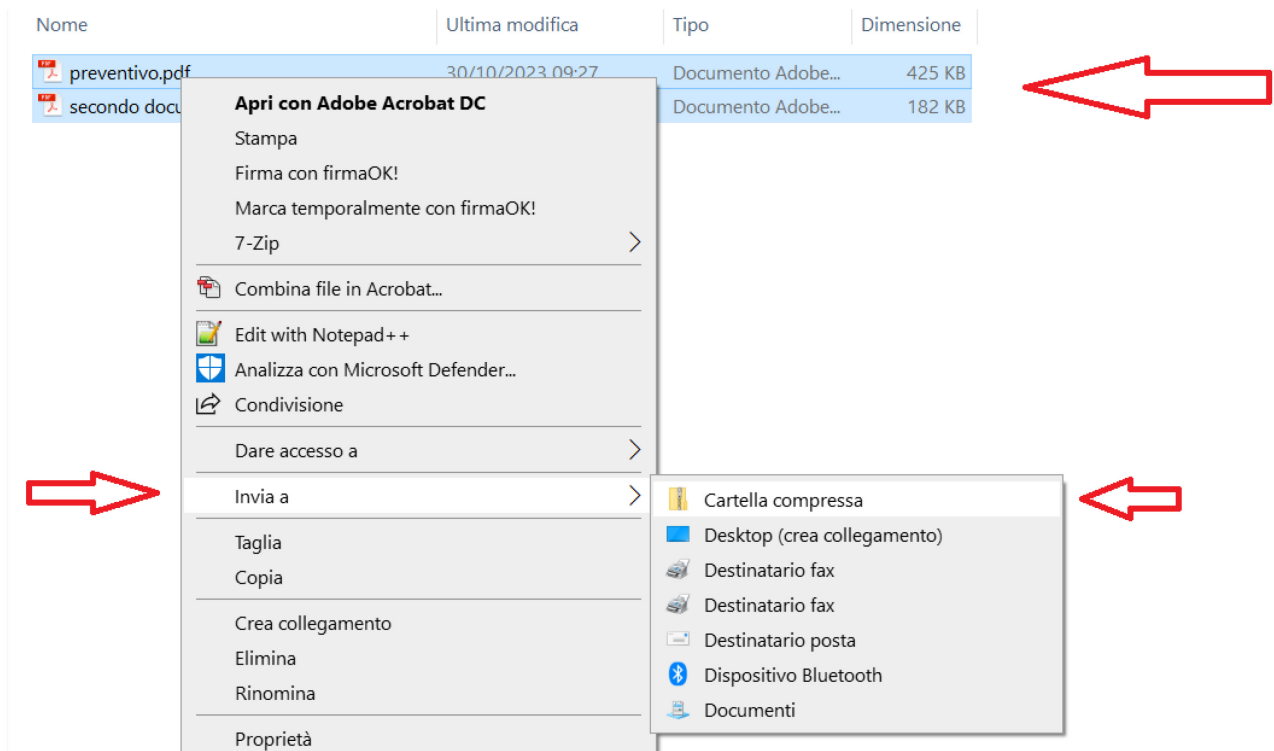 Nome Ultima modifica Tipo Dimensione
preventivo.pdf 30/10/2023 09:27 Documento Adobe... 425 KB
secondo docu Documento Adobe... 182 KB
Apri con Adobe Acrobat DC
Stampa
Firma con firmaOK!
Marca temporalmente con firmaOK!
7-Zip
Combina file in Acrobat...
Edit with Notepad++
Analizza con Microsoft Defender...
Condivisione
Dare accesso a
Invia a
Taglia
Copia
Crea collegamento
Elimina
Rinomina
Proprietà
Cartella compressa
Desktop (crea collegamento)
Destinatario fax
Destinatario fax
Destinatario posta
Dispositivo Bluetooth
Documenti